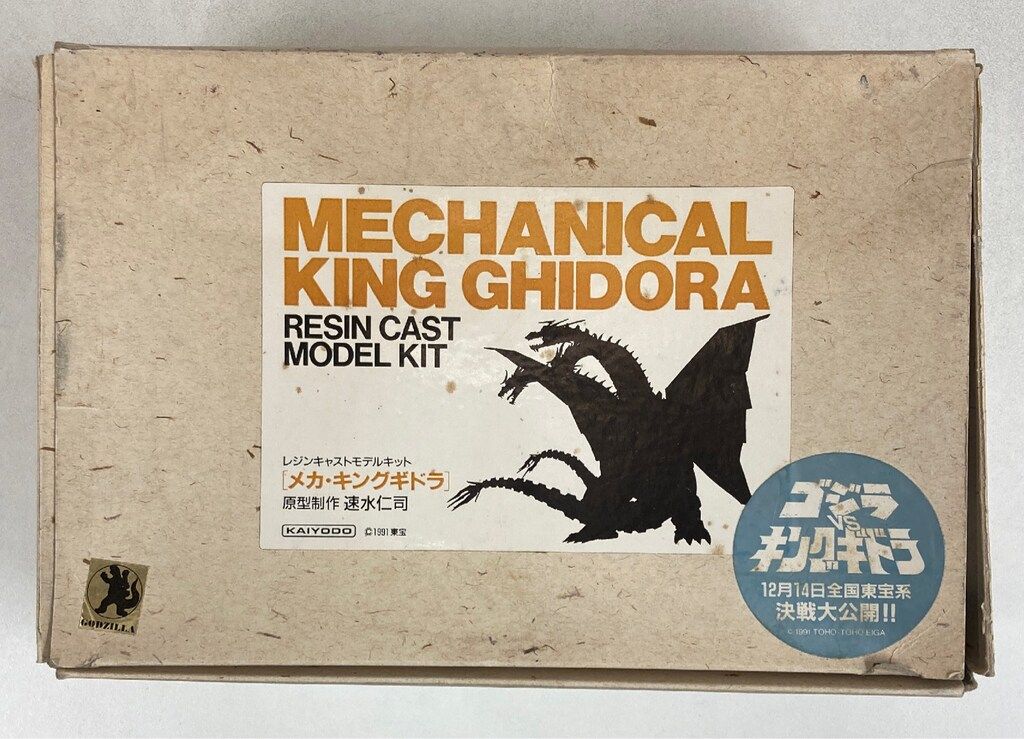 MECHANICAL
KING GHIDORA
RESIN CAST
MODEL KIT
レジンキャストモデルキット
[メカ・キングギドラ]
原型制作 速水仁司
KAIYODO ©1991 東宝
GODZILLA
ゴジラ
VS
キングギドラ
12月14日全国東宝系
決戦大公開!!
©1991 TOHO・TOHO EIGA